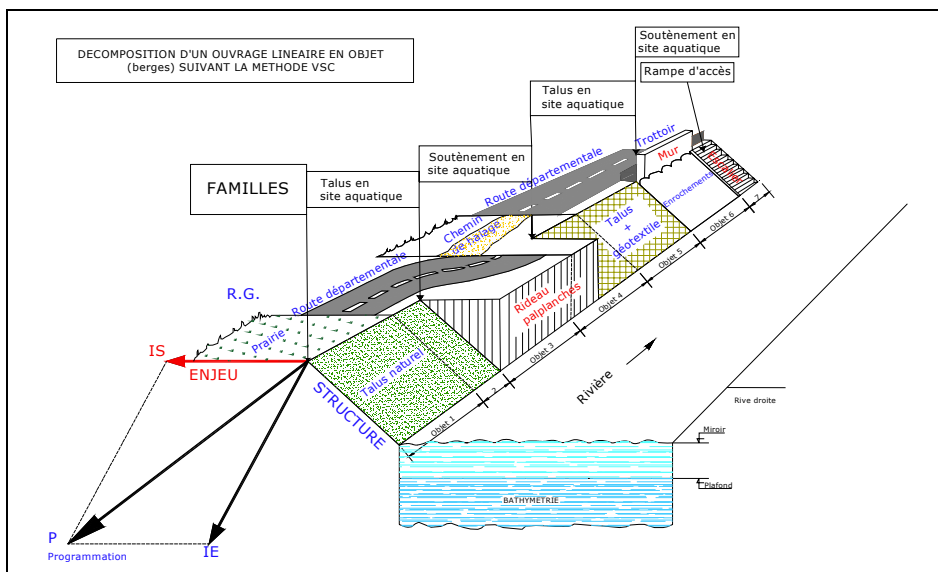 DECOMPOSITION D'UN OUVRAGE LINEAIRE EN OBJET
(berges) SUIVANT LA METHODE VSC
Soutènement en
site aquatique
Rampe d'accès
Talus en
site aquatique
Soutènement en
site aquatique
FAMILLES
Talus en
site aquatique
Trottoir
Mur
Route départementale
Chemin
de halage
Enrochements
Talus
+
géotextile
Route départementale
R.G.
Prairie
Rideau
palplanches
IS
ENJEU
Talus naturel
STRUCTURE
Objet 1
2
Objet 3
Objet 4
Objet 5
Objet 6
7
Rivière
Rive droite
Miroir
Plafond
BATHYMETRIE
P
Programmation
IE